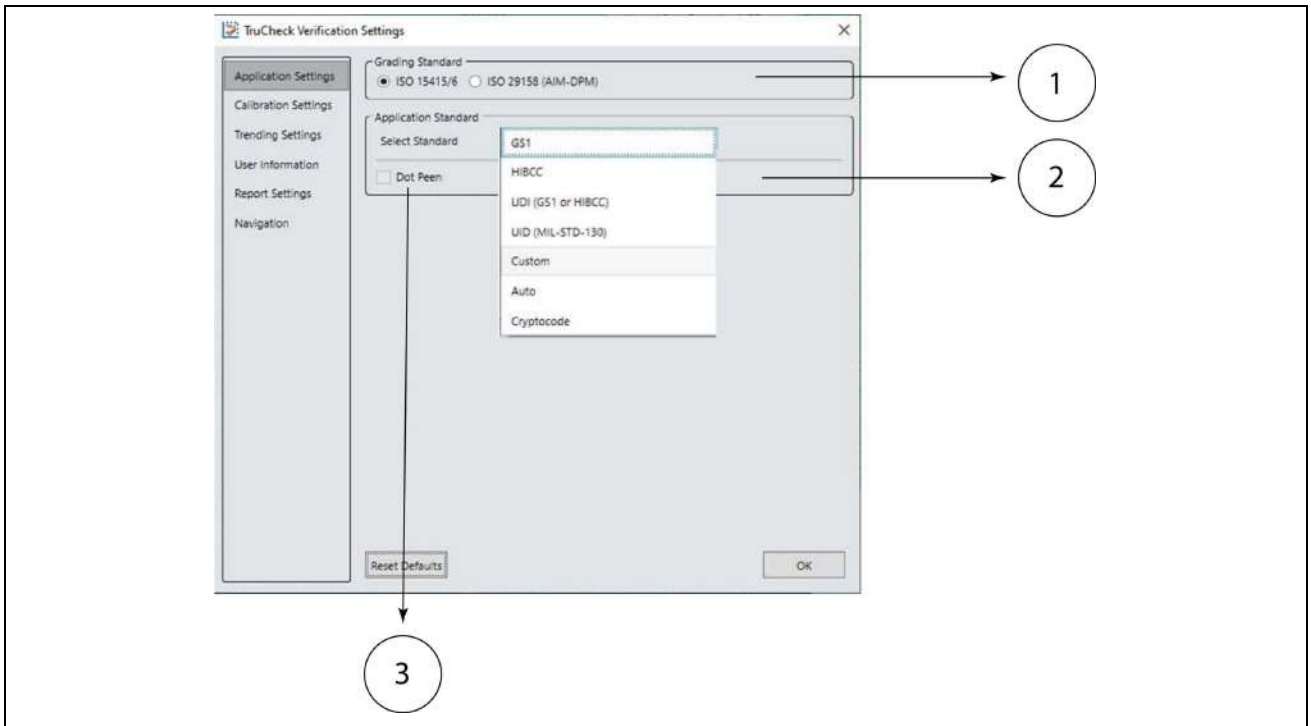 TruCheck Verification Settings
Application Settings
Calibration Settings
Trending Settings
User Information
Report Settings
Navigation
Grading Standard
ISO 15415/6 ISO 29158 (AIM-DPM)
Application Standard
Select Standard
GS1
HIBCC
UDI (GS1 or HIBCC)
UID (MIL-STD-130)
Custom
Auto
Cryptocode
Dot Peen
Reset Defaults
OK
1
2
3